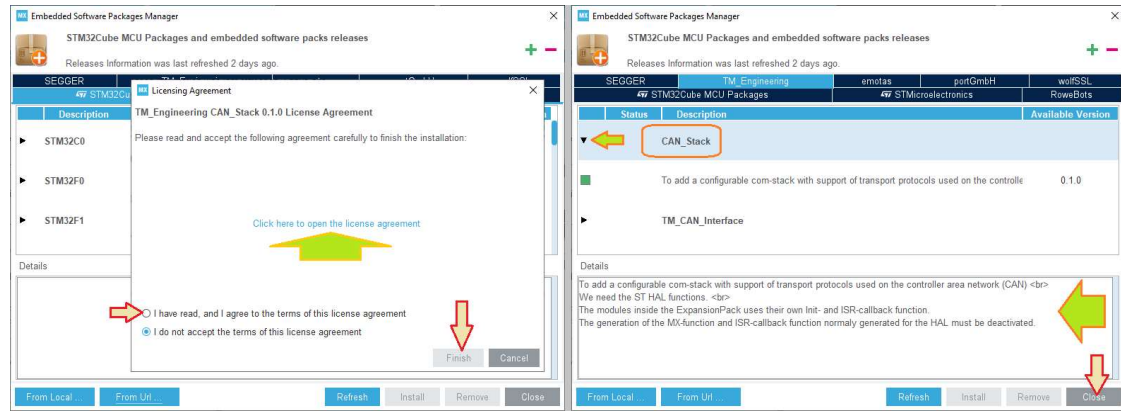 MX Embedded Software Packages Manager
STM32Cube MCU Packages and embedded software packs releases
Releases Information was last refreshed 2 days ago.
SEGGER
STM32Cu
Description
STM32C0
STM32F0
STM32F1
Details
MX Licensing Agreement
TM_Engineering CAN_Stack 0.1.0 License Agreement
Please read and accept the following agreement carefully to finish the installation:
Click here to open the license agreement
I have read, and I agree to the terms of this license agreement
I do not accept the terms of this license agreement
Finish Cancel
From Local ... From Url ... Refresh Install Remove Close
MX Embedded Software Packages Manager
STM32Cube MCU Packages and embedded software packs releases
Releases Information was last refreshed 2 days ago.
SEGGER TM_Engineering emotas portGmbH wolfSSL
STM32Cube MCU Packages STMicroelectronics RoweBots
Status Description Available Version
CAN_Stack
To add a configurable com-stack with support of transport protocols used on the controlle 0.1.0
TM_CAN_Interface
Details
To add a configurable com-stack with support of transport protocols used on the controller area network (CAN) <br>
We need the ST HAL functions. <br>
The modules inside the ExpansionPack uses their own Init- and ISR-callback function.
The generation of the MX-function and ISR-callback function normaly generated for the HAL must be deactivated.
From Local ... From Url ... Refresh Install Remove Close